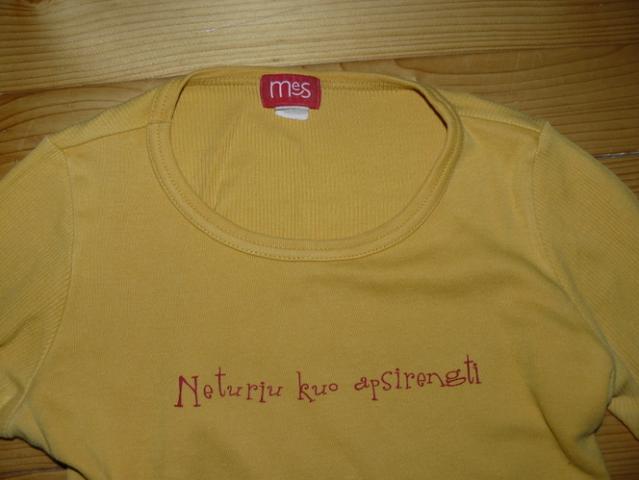 mes
Neturiu kuo apsirengti